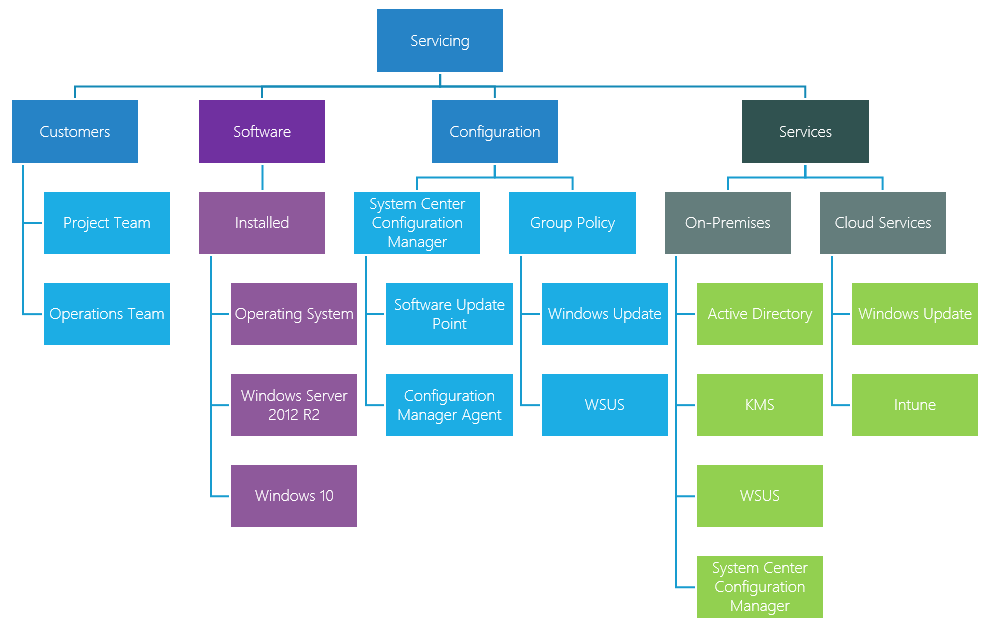 Servicing
Customers
Software
Configuration
Services
Project Team
Installed
System Center
Configuration
Manager
Group Policy
On-Premises
Cloud Services
Operations Team
Operating System
Software Update
Point
Windows Update
Active Directory
Windows Update
Windows Server
2012 R2
Configuration
Manager Agent
WSUS
KMS
Intune
Windows 10
WSUS
System Center
Configuration
Manager